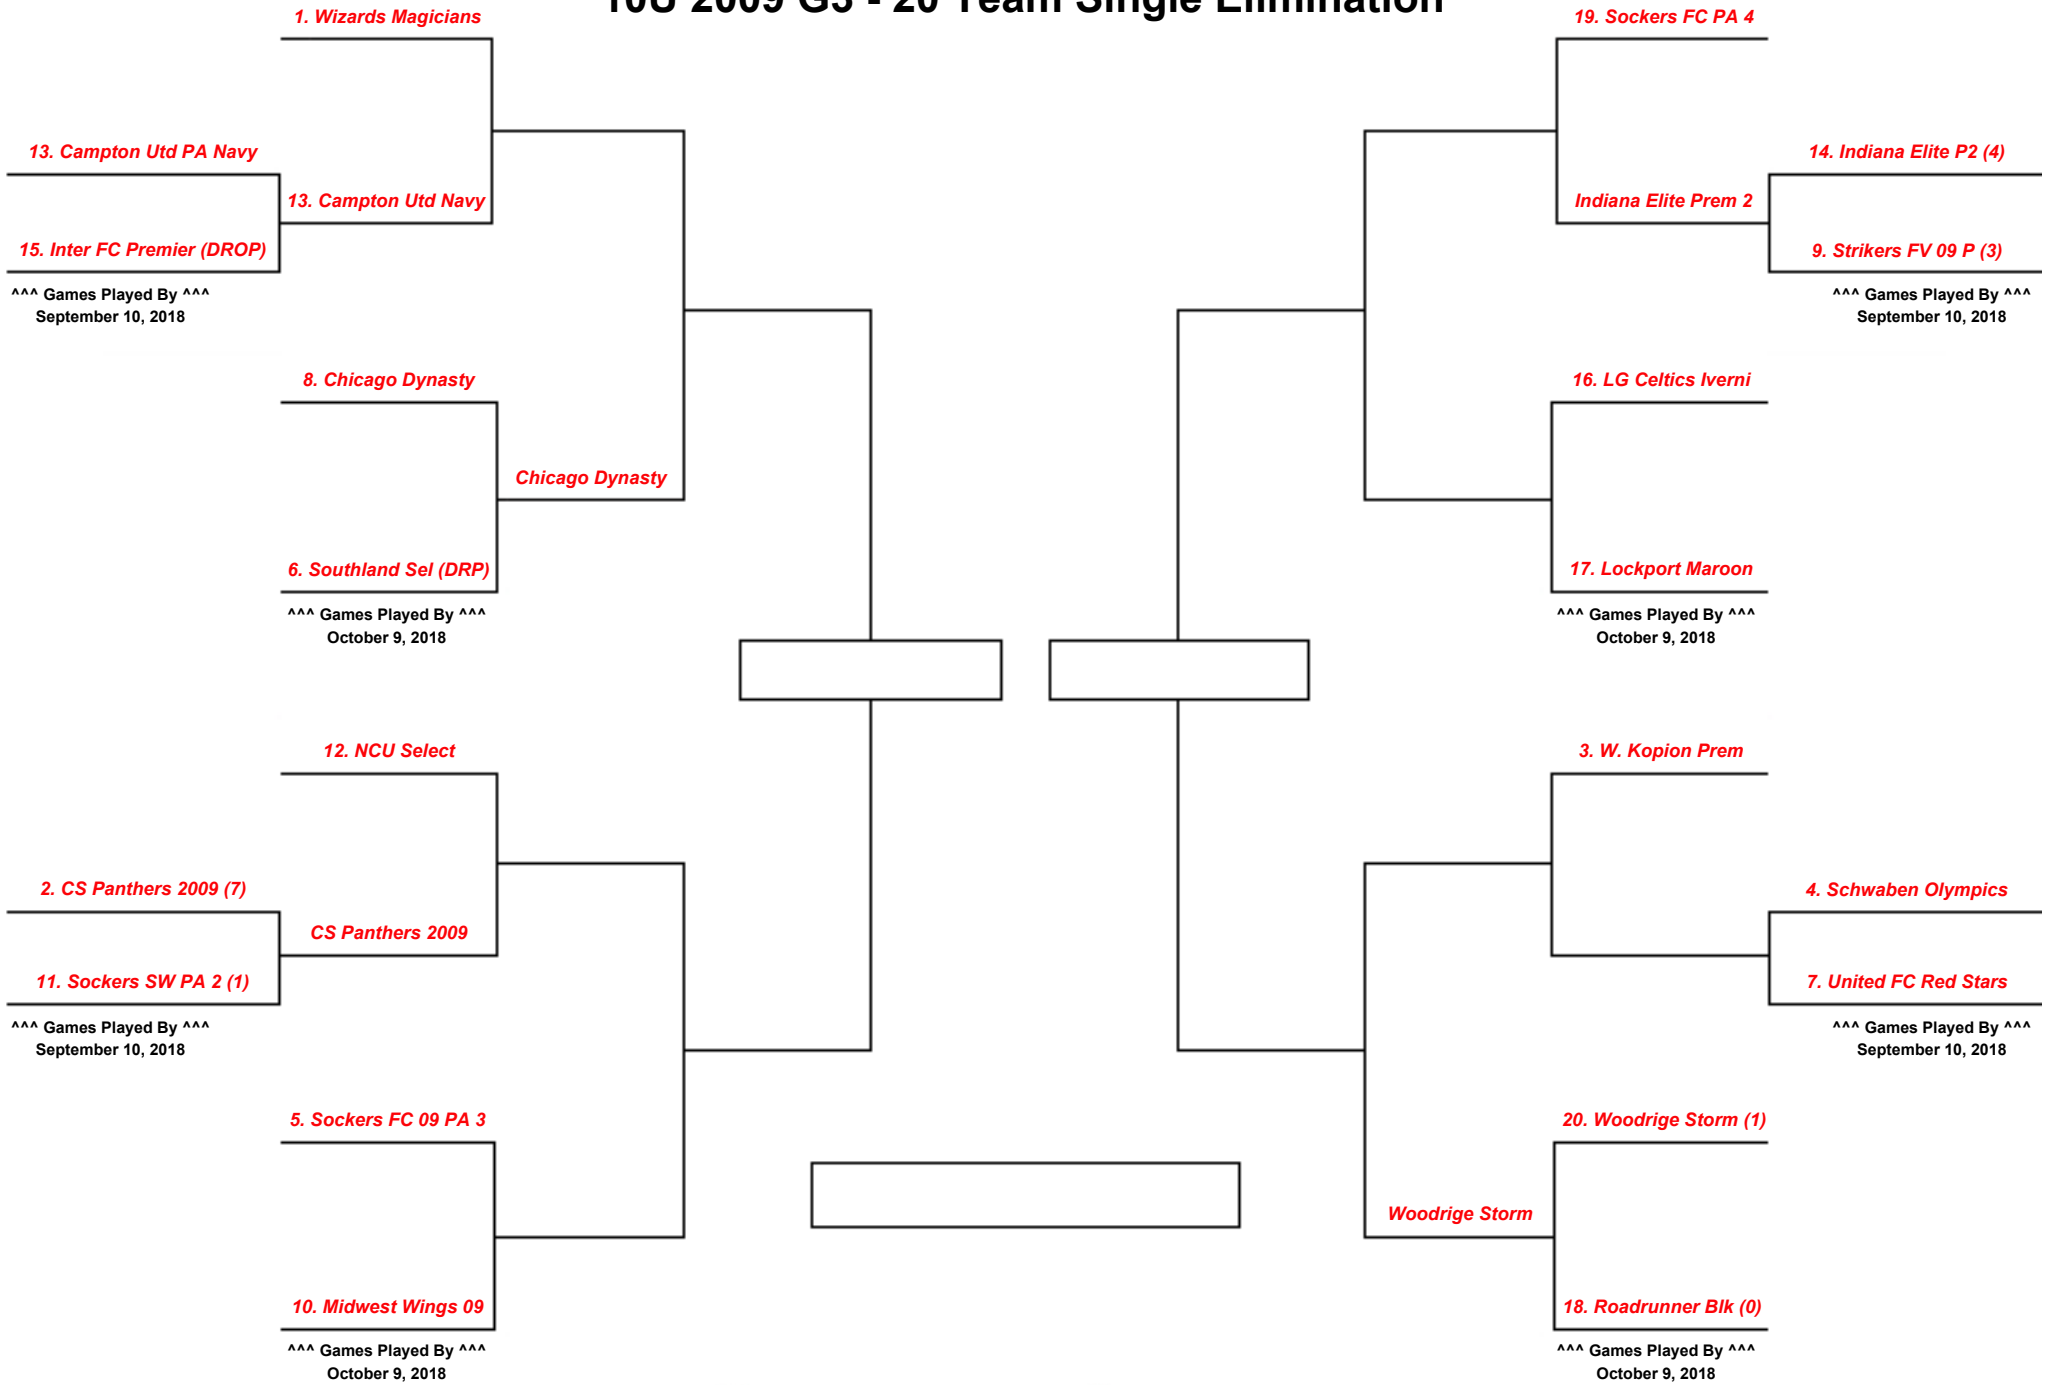 10U 2009 G3 - 20 Team Single Elimination
1. Wizards Magicians
13. Campton Utd PA Navy
13. Campton Utd Navy
15. Inter FC Premier (DROP)
^^^ Games Played By ^^^
September 10, 2018
8. Chicago Dynasty
Chicago Dynasty
6. Southland Sel (DRP)
^^^ Games Played By ^^^
October 9, 2018
12. NCU Select
2. CS Panthers 2009 (7)
CS Panthers 2009
11. Sockers SW PA 2 (1)
^^^ Games Played By ^^^
September 10, 2018
5. Sockers FC 09 PA 3
10. Midwest Wings 09
^^^ Games Played By ^^^
October 9, 2018
19. Sockers FC PA 4
14. Indiana Elite P2 (4)
Indiana Elite Prem 2
9. Strikers FV 09 P (3)
^^^ Games Played By ^^^
September 10, 2018
16. LG Celtics Iverni
17. Lockport Maroon
^^^ Games Played By ^^^
October 9, 2018
3. W. Kopion Prem
4. Schwaben Olympics
7. United FC Red Stars
^^^ Games Played By ^^^
September 10, 2018
20. Woodrige Storm (1)
Woodrige Storm
18. Roadrunner Blk (0)
^^^ Games Played By ^^^
October 9, 2018